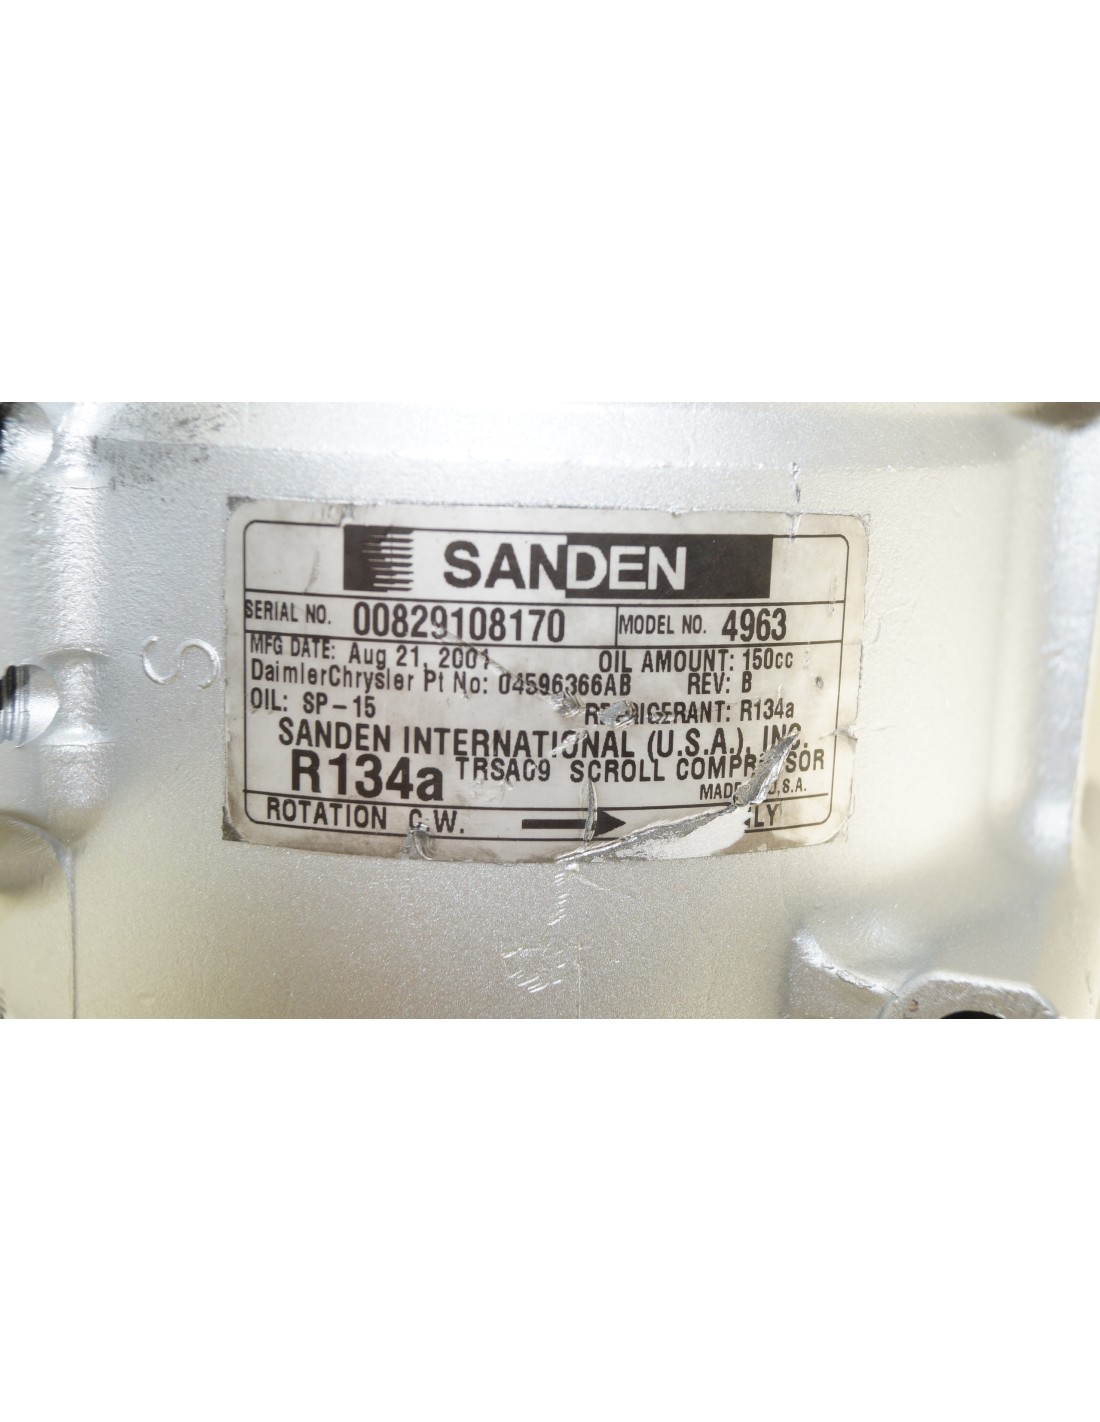 SANDEN
SERIAL NO. 00829108170 MODEL NO. 4963
MFG DATE: Aug 21, 2001 OIL AMOUNT: 150cc
DaimlerChrysler Pt No: 04596366AB REV: B
OIL: SP-15 REFRIGERANT: R134a
SANDEN INTERNATIONAL (U.S.A.), INC.
R134a TRSA09 SCROLL COMPRESSOR
MADE U.S.A.
ROTATION C.W.
S